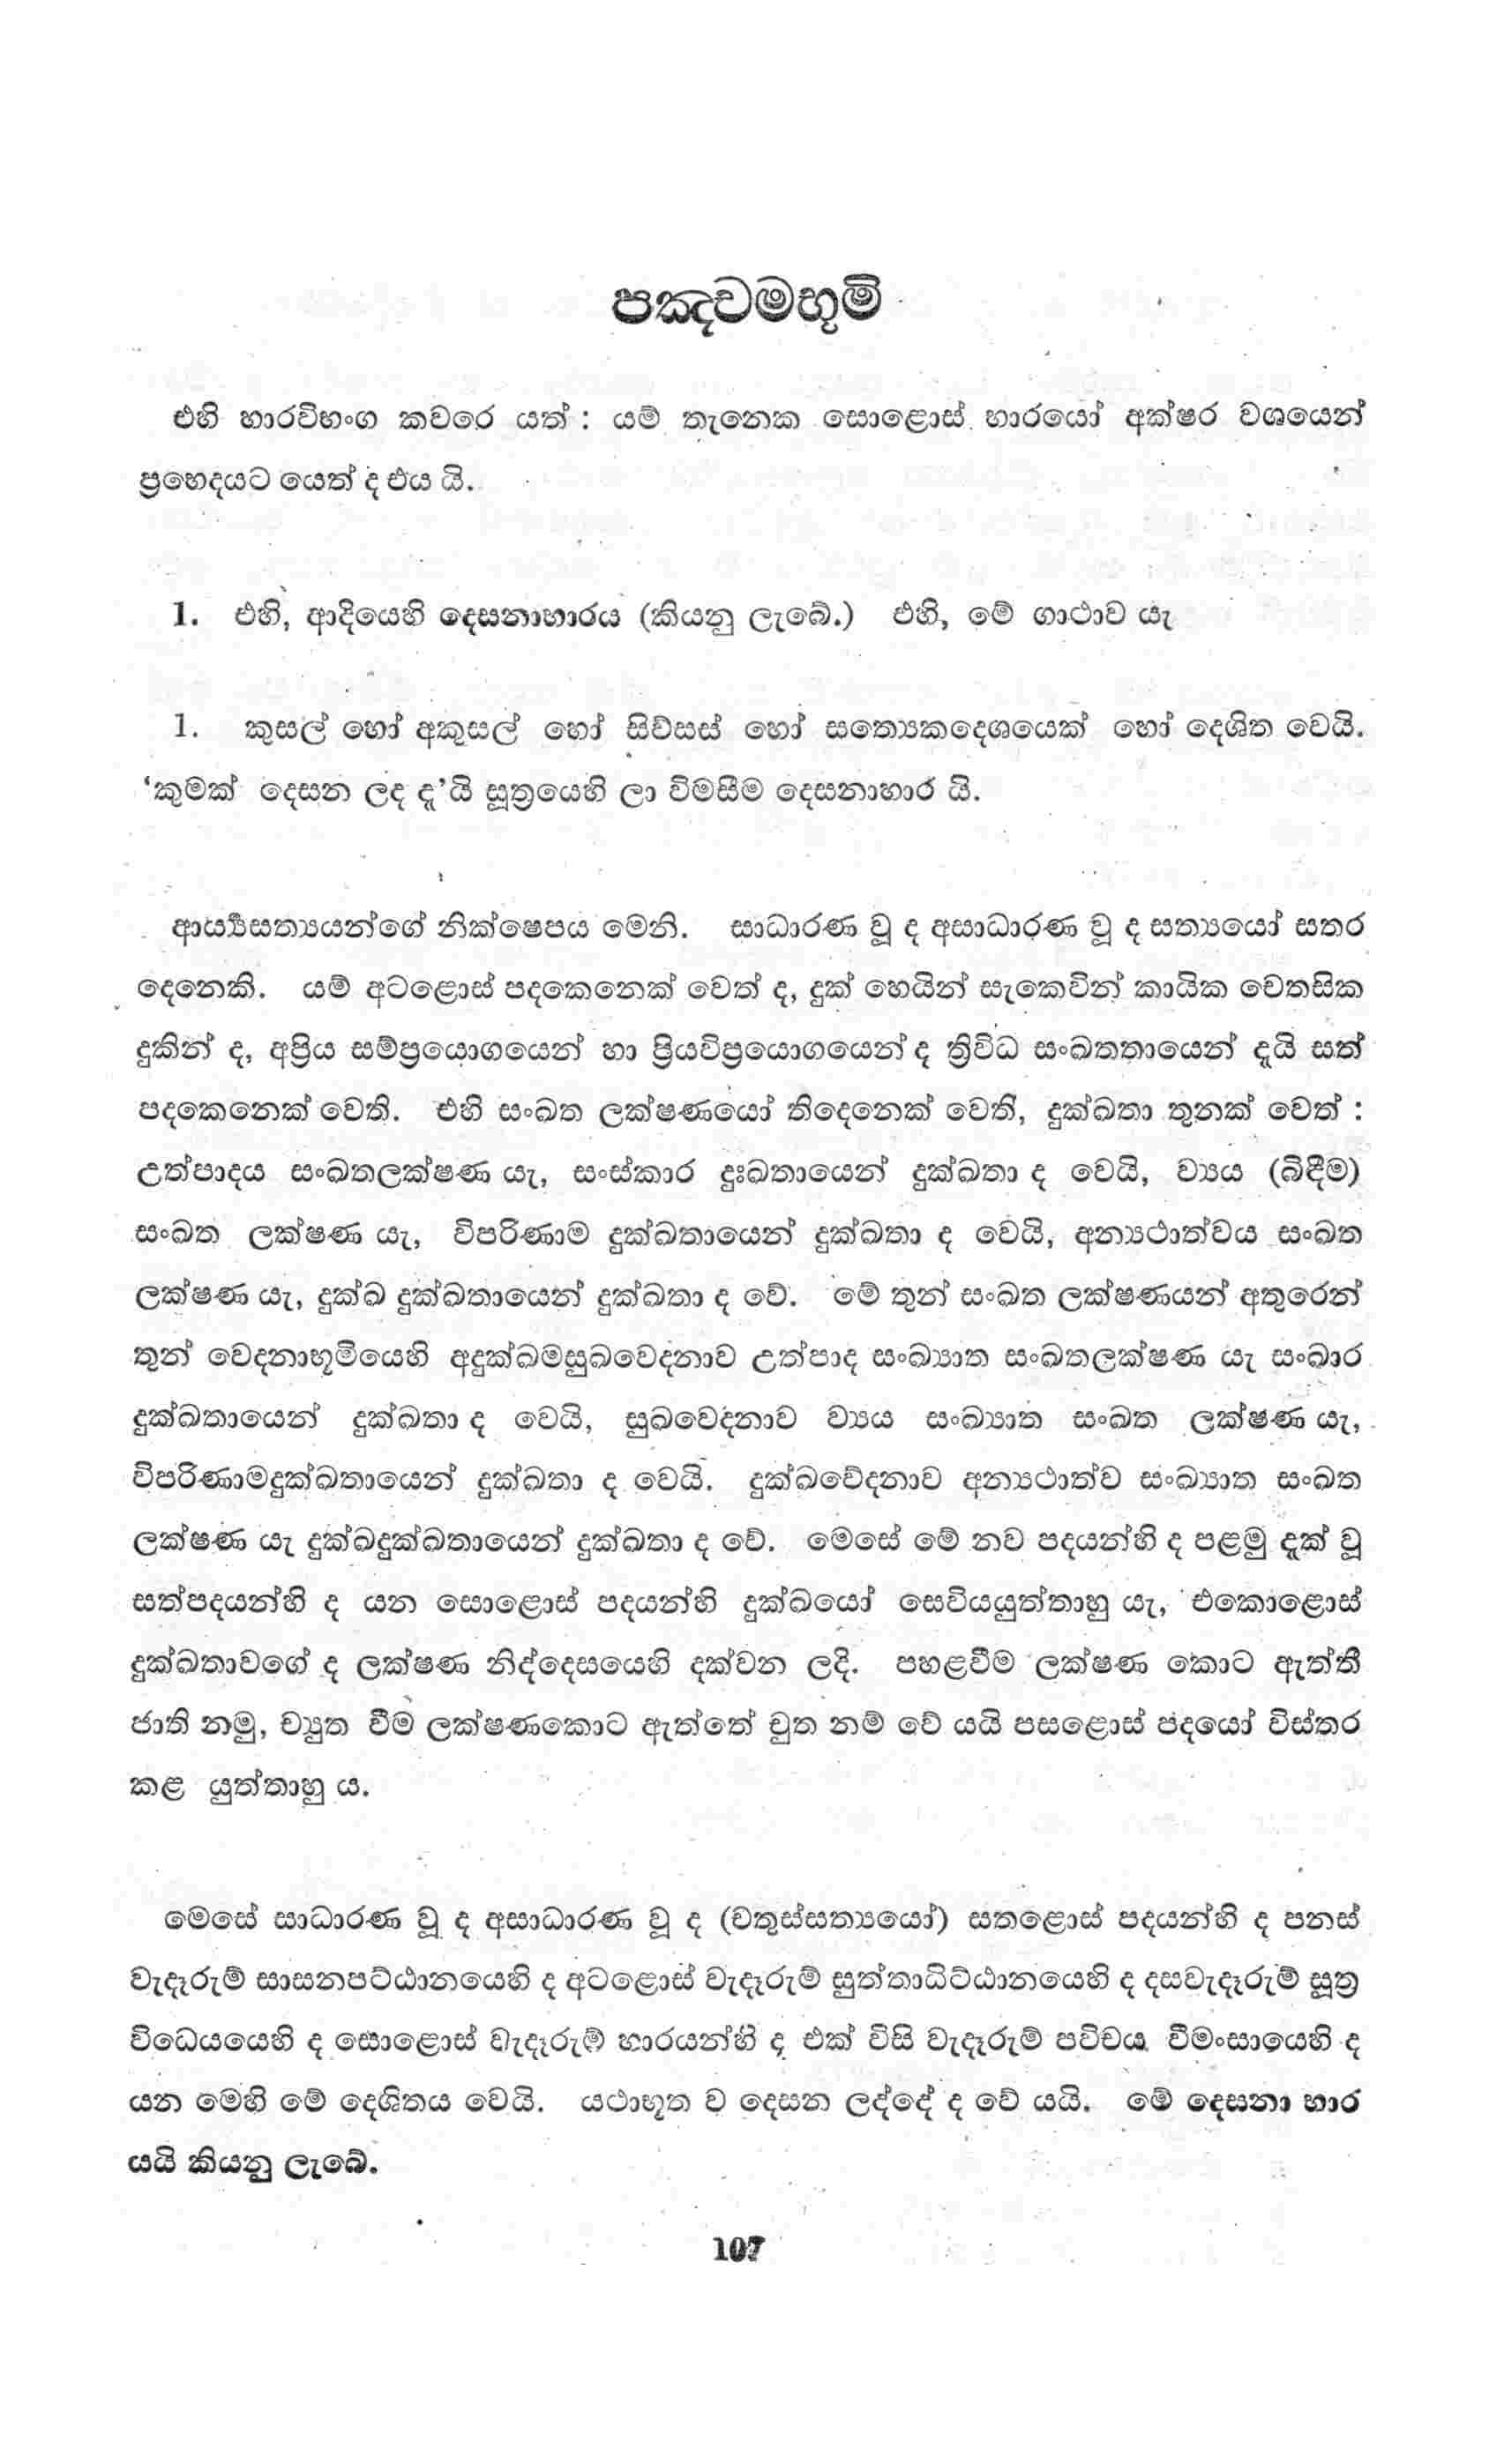 පඤ්චමභූමි
එහි හාරවිභංග කවරෙ යත් : යම් තැනෙක සොළොස් හාරයෝ අක්ෂර වශයෙන්
ප්‍රභෙදයට යෙත් ද එය යි.
1. එහි, ආදියෙහි දෙසනාහාරය (කියනු ලැබේ.) එහි, මේ ගාථාව යැ
1. කුසල් හෝ අකුසල් හෝ සිව්සස් හෝ සත්‍යෙකදෙශයෙක් හෝ දෙශිත වෙයි.
‘කුමක් දෙසන ලද දැ’යි සූත්‍රයෙහි ලා විමසීම දෙසනාහාර යි.
ආර්‍ය්‍යසත්‍යයන්ගේ නික්ෂෙපය මෙනි. සාධාරණ වූ ද අසාධාරණ වූ ද සත්‍යයෝ සතර
දෙනෙකි. යම් අටළොස් පදකෙනෙක් වෙත් ද, දුක් හෙයින් සැකෙවින් කායික චෙතසික
දුකින් ද, අප්‍රිය සම්ප්‍රයොගයෙන් හා ප්‍රියවිප්‍රයොගයෙන් ද ත්‍රිවිධ සංඛතතායෙන් දැයි සත්
පදකෙනෙක් වෙති. එහි සංඛත ලක්ෂණයෝ තිදෙනෙක් වෙති, දුක්ඛතා තුනක් වෙත් :
උත්පාදය සංඛතලක්ෂණ යැ, සංස්කාර දුඃඛතායෙන් දුක්ඛතා ද වෙයි, ව්‍යය (බිඳීම)
සංඛත ලක්ෂණ යැ, විපරිණාම දුක්ඛතායෙන් දුක්ඛතා ද වෙයි, අන්‍යථාත්වය සංඛත
ලක්ෂණ යැ, දුක්ඛ දුක්ඛතායෙන් දුක්ඛතා ද වේ. මේ තුන් සංඛත ලක්ෂණයන් අතුරෙන්
තුන් වෙදනාභූමියෙහි අදුක්ඛමසුඛවෙදනාව උත්පාද සංඛ්‍යාත සංඛතලක්ෂණ යැ සංඛාර
දුක්ඛතායෙන් දුක්ඛතා ද වෙයි, සුඛවෙදනාව ව්‍යය සංඛ්‍යාත සංඛත ලක්ෂණ යැ,
විපරිණාමදුක්ඛතායෙන් දුක්ඛතා ද වෙයි. දුක්ඛවේදනාව අන්‍යථාත්ව සංඛ්‍යාත සංඛත
ලක්ෂණ යැ දුක්ඛදුක්ඛතායෙන් දුක්ඛතා ද වේ. මෙසේ මේ නව පදයන්හි ද පළමු දැක් වූ
සත්පදයන්හි ද යන සොළොස් පදයන්හි දුක්ඛයෝ සෙවියයුත්තාහු යැ, එකොළොස්
දුක්ඛතාවගේ ද ලක්ෂණ නිද්දෙසයෙහි දක්වන ලදි. පහළවීම ලක්ෂණ කොට ඇත්තී
ජාති නමු, ච්‍යුත වීම ලක්ෂණකොට ඇත්තේ චුත නම් වේ යයි පසළොස් පදයෝ විස්තර
කළ යුත්තාහු ය.
මෙසේ සාධාරණ වූ ද අසාධාරණ වූ ද (චතුස්සත්‍යයෝ) සතළොස් පදයන්හි ද පනස්
වැදෑරුම් සාසනපට්ඨානයෙහි ද අටළොස් වැදෑරුම් සුත්තාධිට්ඨානයෙහි ද දසවැදෑරුම් සූත්‍ර
විධෙයයෙහි ද සොළොස් වැදෑරුම් හාරයන්හි ද, එක් විසි වැදෑරුම් පවිචය වීමංසායෙහි ද
යන මෙහි මේ දෙශිතය වෙයි. යථාභූත ව දෙසන ලද්දේ ද වේ යයි. මේ දෙසනා හාර
යයි කියනු ලැබේ.
107